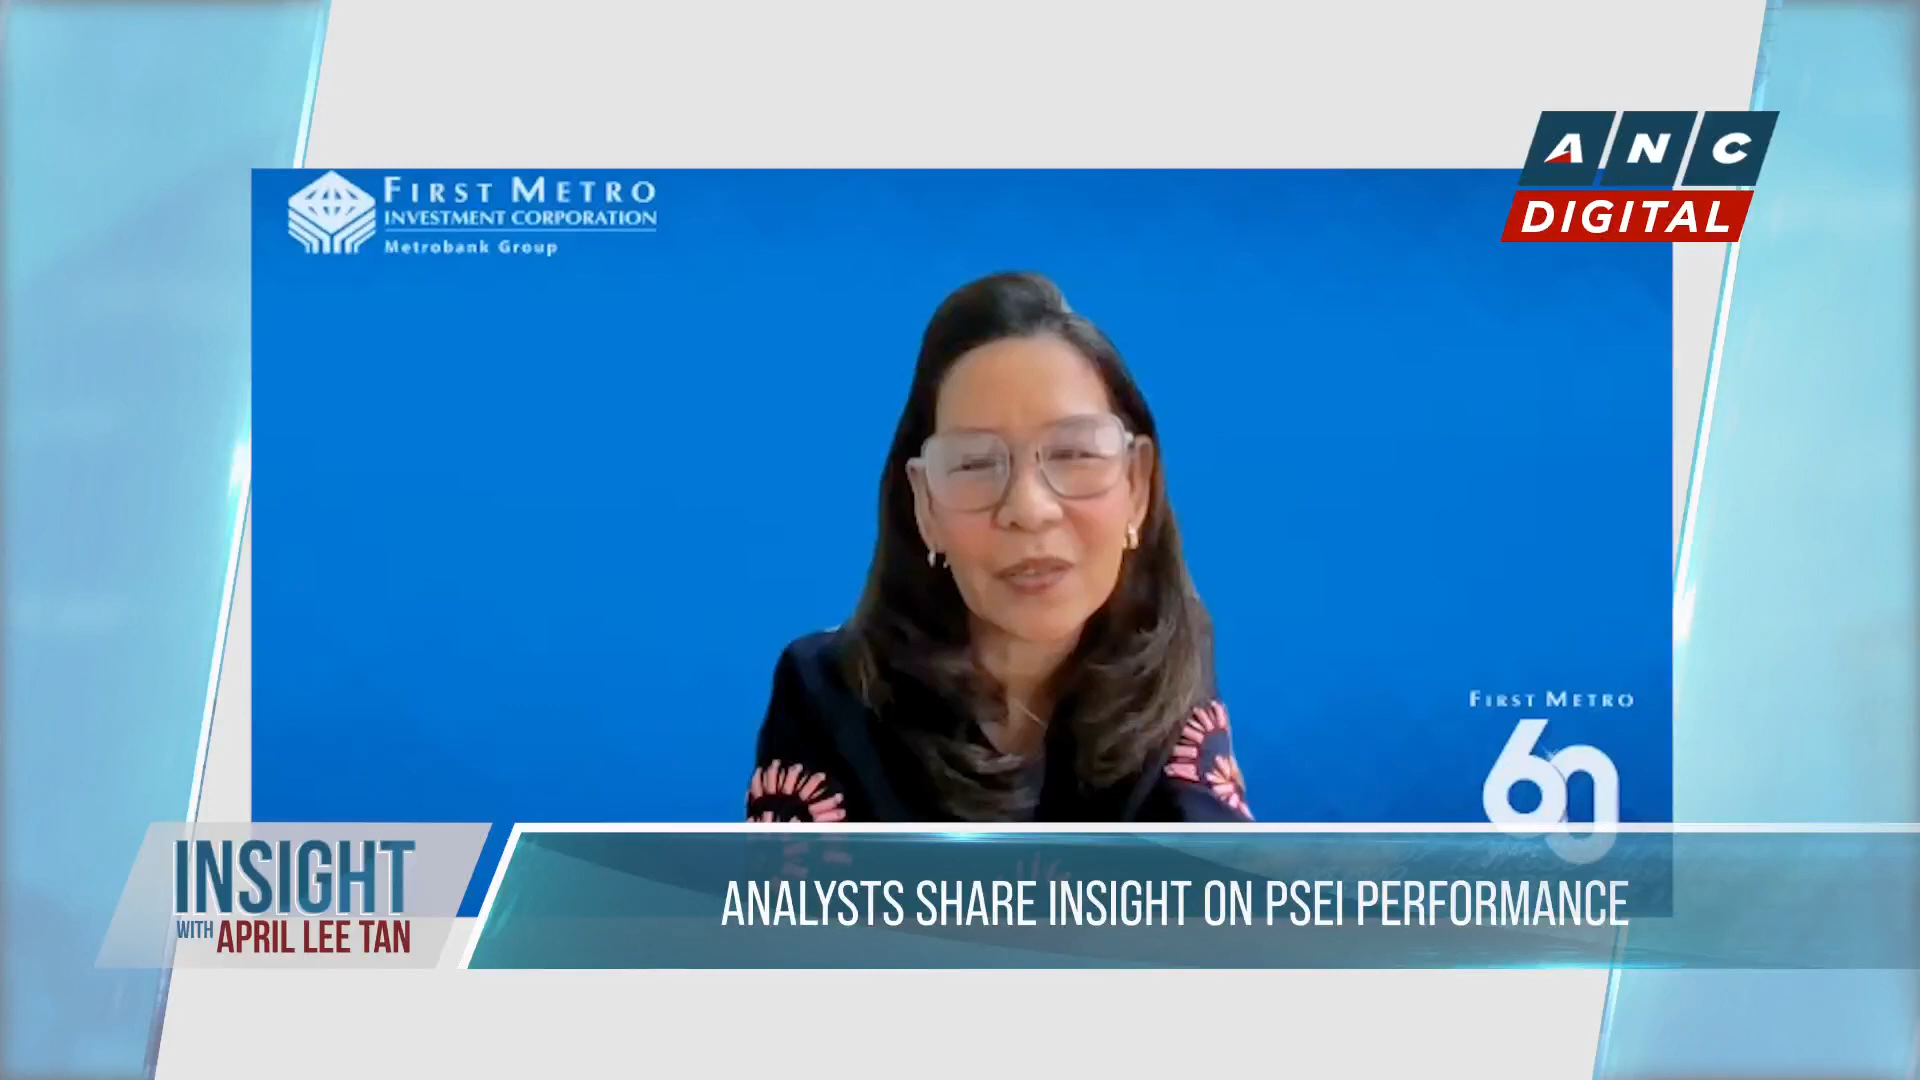 FIRST METRO
INVESTMENT CORPORATION
Metrobank Group
ANC
DIGITAL
FIRST METRO
60
INSIGHT
WITH APRIL LEE TAN
ANALYSTS SHARE INSIGHT ON PSEI PERFORMANCE